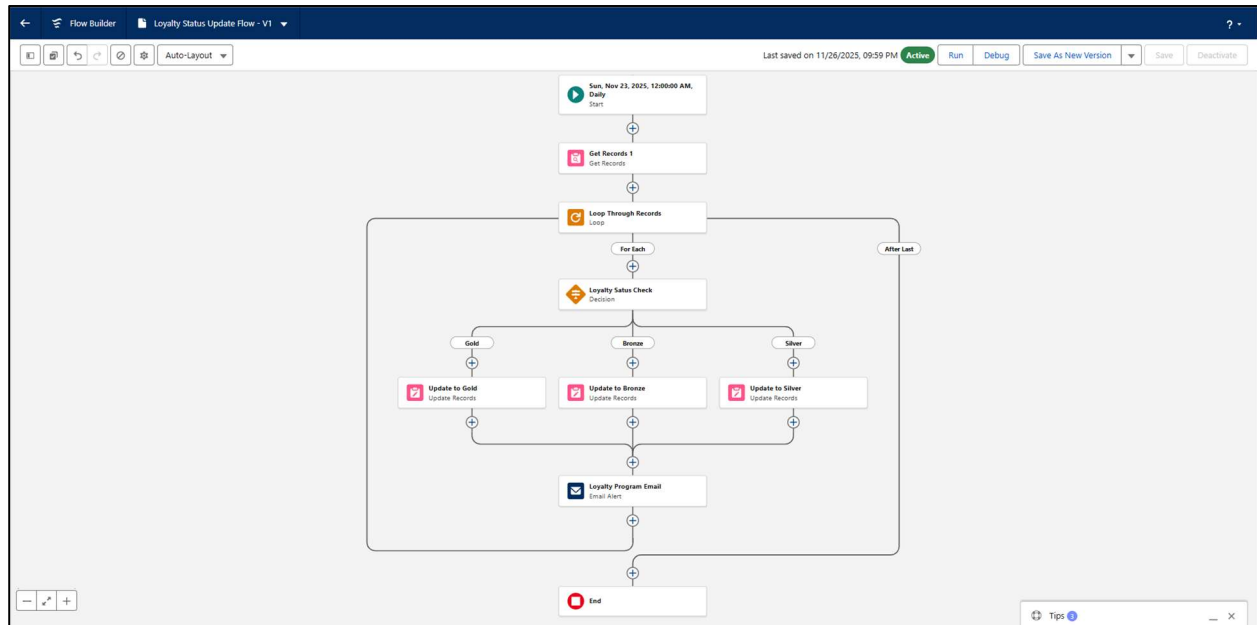 Flow Builder
Loyalty Status Update Flow - V1
?
Auto-Layout
Last saved on 11/26/2025, 09:59 PM
Active
Run
Debug
Save As New Version
Save
Deactivate
Sun, Nov 23, 2025, 12:00:00 AM,
Daily
Start
Get Records 1
Get Records
Loop Through Records
Loop
For Each
After Last
Loyalty Satus Check
Decision
Gold
Bronze
Silver
Update to Gold
Update Records
Update to Bronze
Update Records
Update to Silver
Update Records
Loyalty Program Email
Email Alert
End
Tips 3